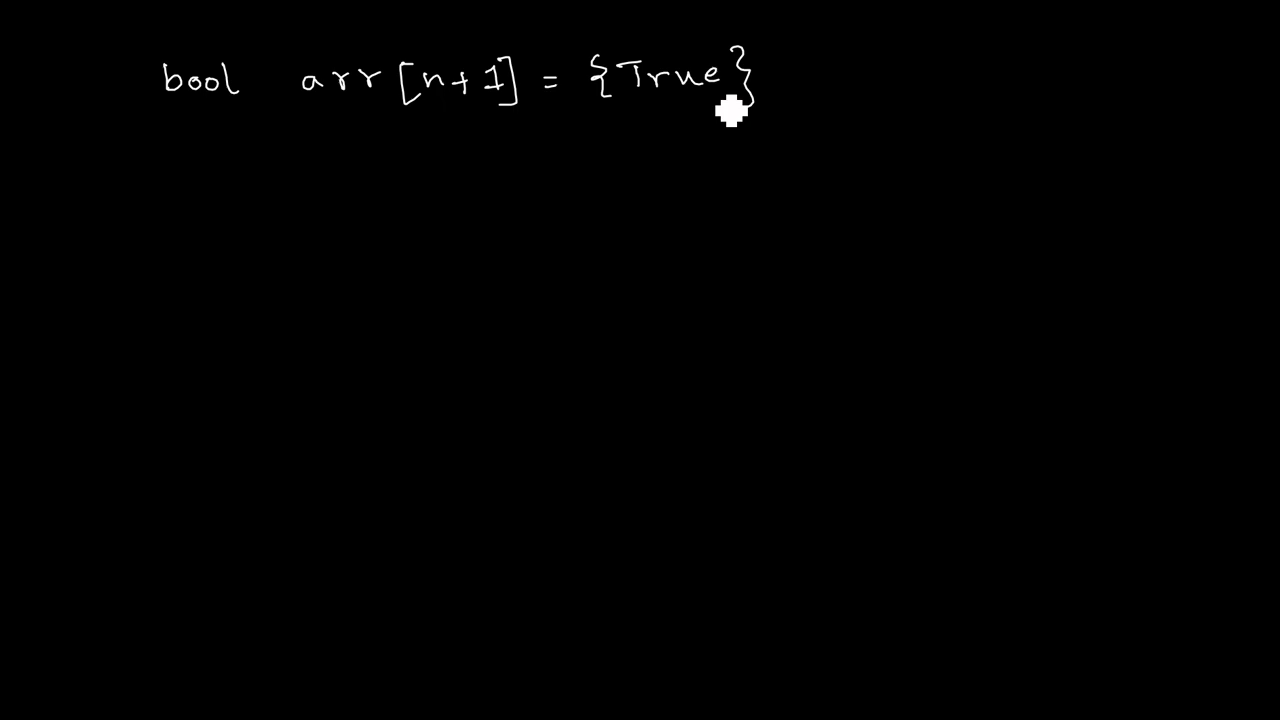 bool arr[n+1] = {True}